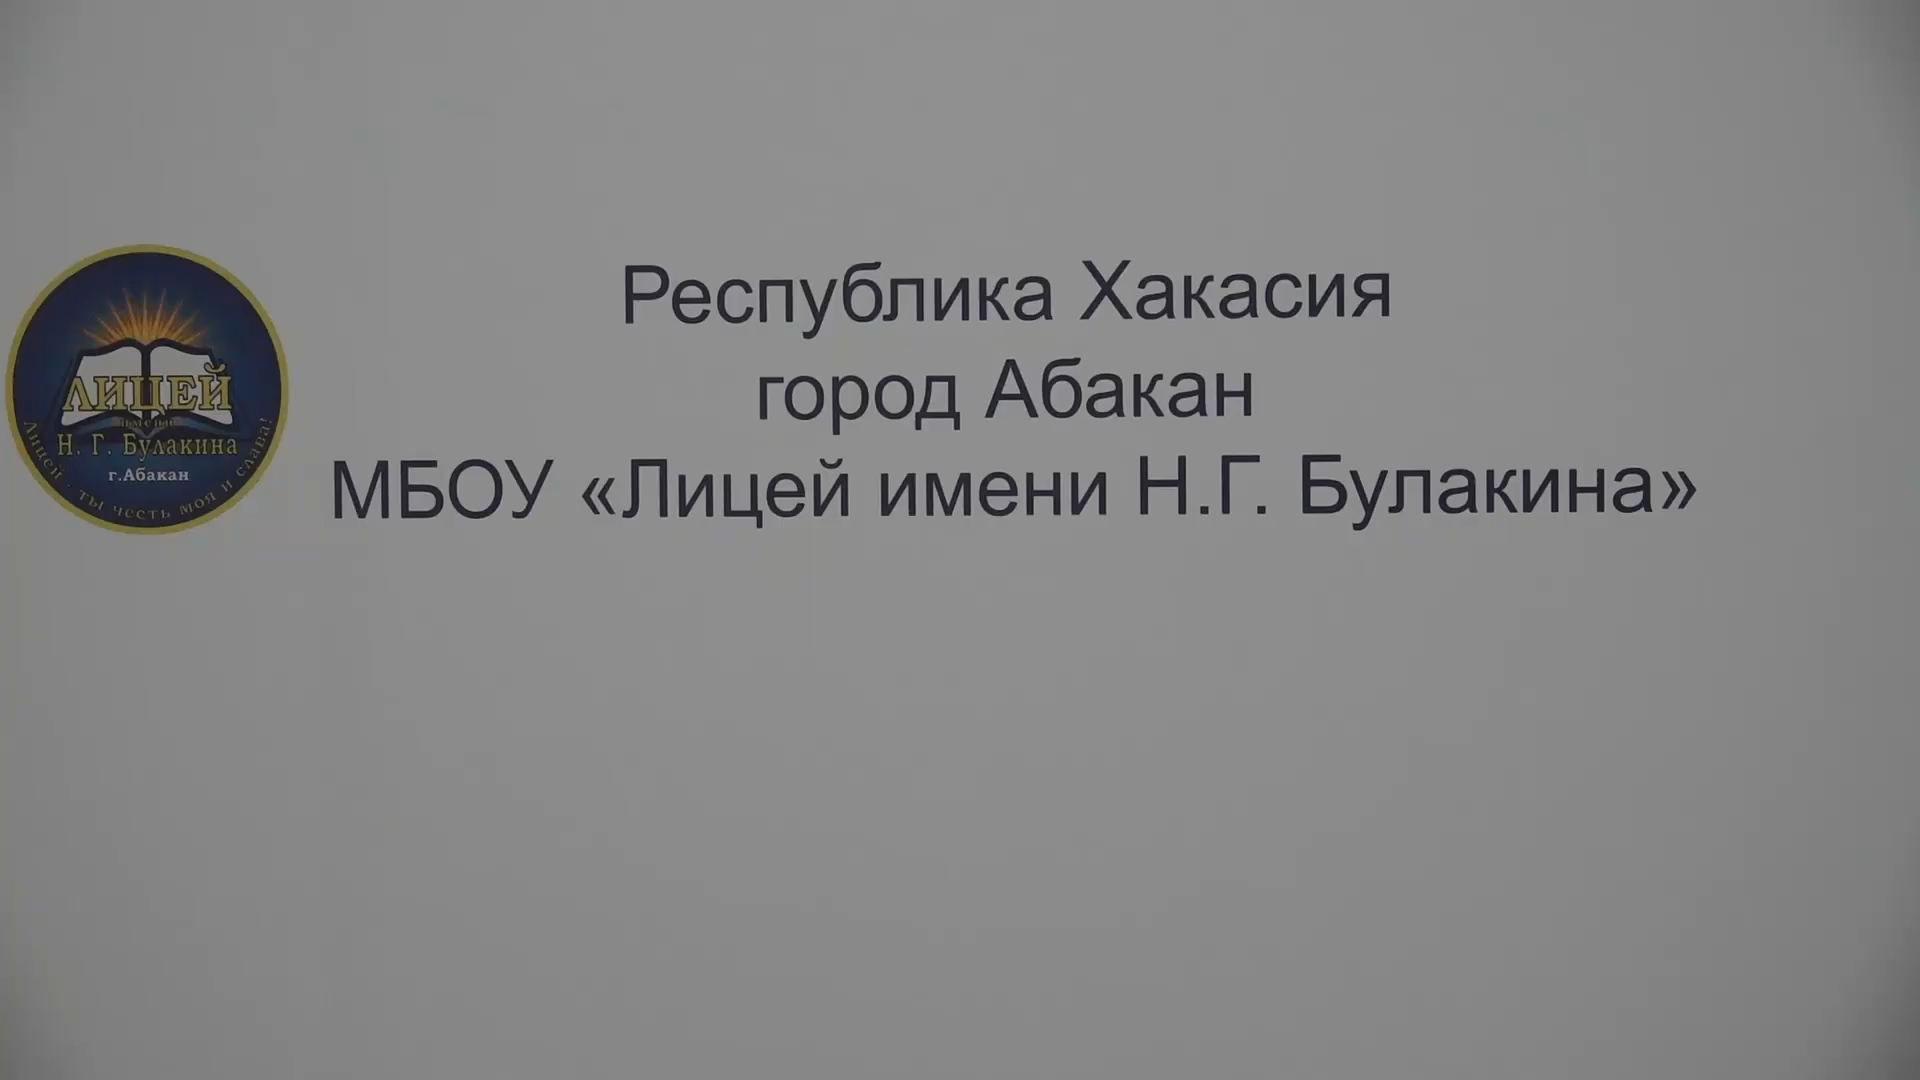 Республика Хакасия
город Абакан
МБОУ «Лицей имени Н.Г. Булакина»
ЛИЦЕЙ
имени
Н. Г. Булакина
г.Абакан
Лицей - ты честь моя и слава!